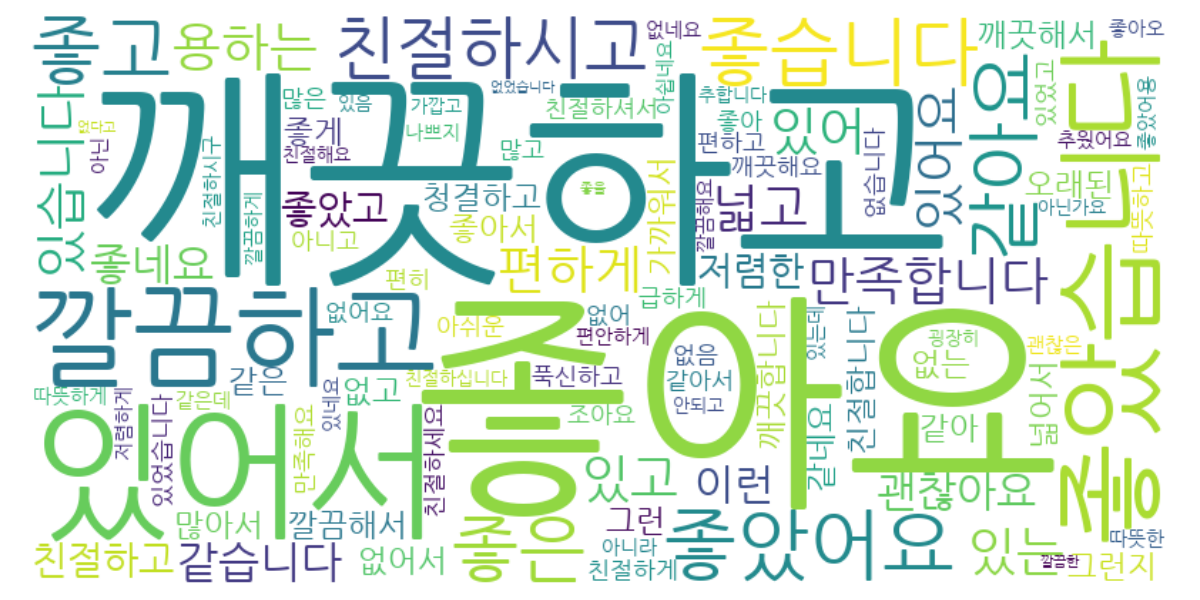 좋고
용하는
친절하시고
없네요
좋습니다
깨끗해서
좋아오
있습니다
없다고
아닌
친절하시구
깔끔하게
깨끗하고
많은
있음
가깝고
없었습니다
친절하셔서
아쉽네요
추합니다
좋게
나쁘지
친절해요
많고
좋아
있어
편하고
없습니다
깨끗해요
있어요
같아요
있었고
좋았어용
추웠어요
오래된
아닌가요
따뜻하고
좋았습니다
좋았고
청결하고
좋을
넓고
깔끔해요
아니고
좋아서
가까워서
좋네요
편히
편하게
저렴한
만족합니다
깔끔하고
없어요
아쉬운
없어
급하게
편안하게
깨끗합니다
있는데
친절합니다
굉장히
괜찮은
없는
좋아요
없음
같아서
안되고
같은
없고
친절하십니다
푹신하고
조아요
따뜻하게
저렴하게
같은데
있네요
있어서
있었습니다
만족해요
친절하세요
같네요
같아
넓어서
있고
이런
괜찮아요
많아서
깔끔해서
좋은
그런
좋았어요
있는
따뜻한
친절하고
같습니다
없어서
아니라
친절하게
깔끔한
그런지